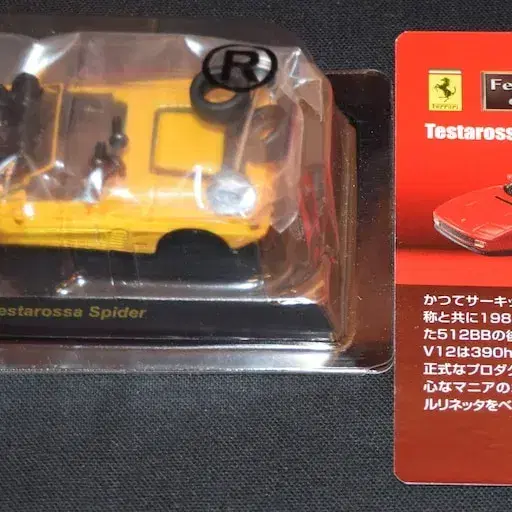 ®
estarossa Spider
Ferrari
Fe
Testaross
かつてサーキッ
称と共に198
た512BBの後
V12は390h
正式なプロダク
心なマニアの
ルリネッタをベ